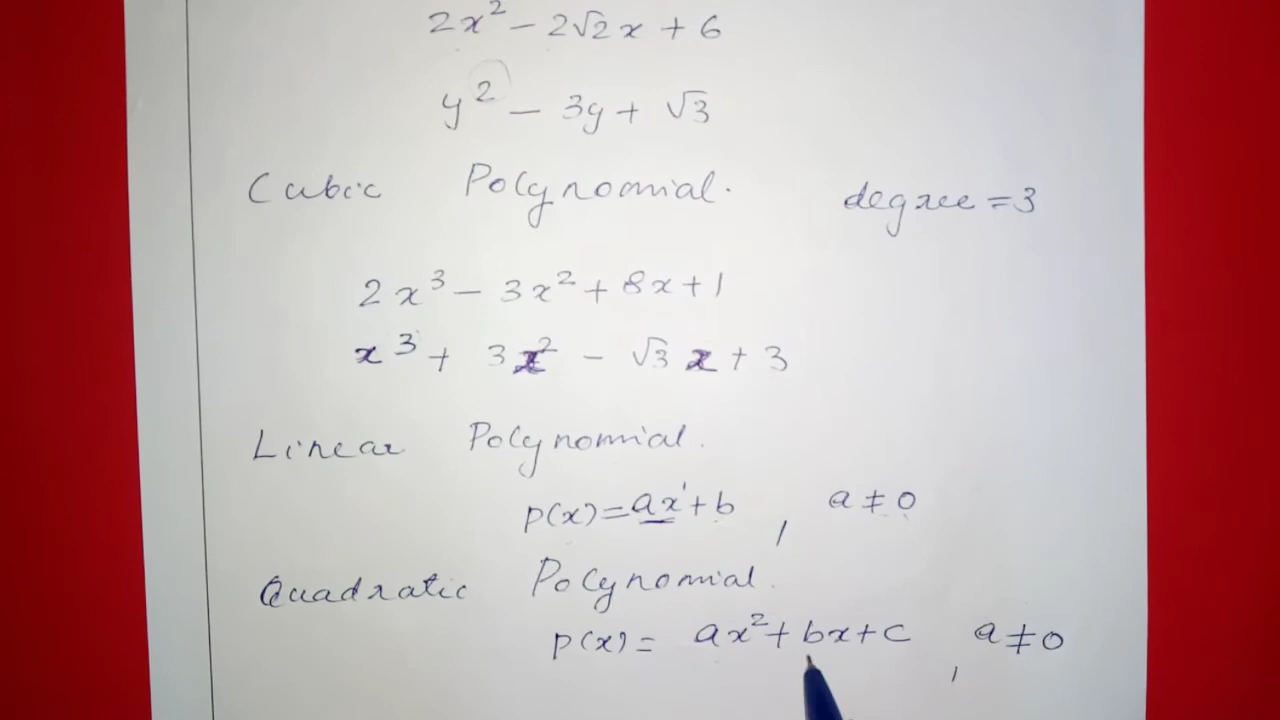 2x² - 2√2x + 6
y² - 3y + √3
Cubic Polynomial. degree = 3
2x³ - 3x² + 8x + 1
x³ + 3x² - √3 x + 3
Linear Polynomial.
p(x) = ax¹ + b , a ≠ 0
Quadratic Polynomial.
p(x) = ax² + bx + c , a ≠ 0